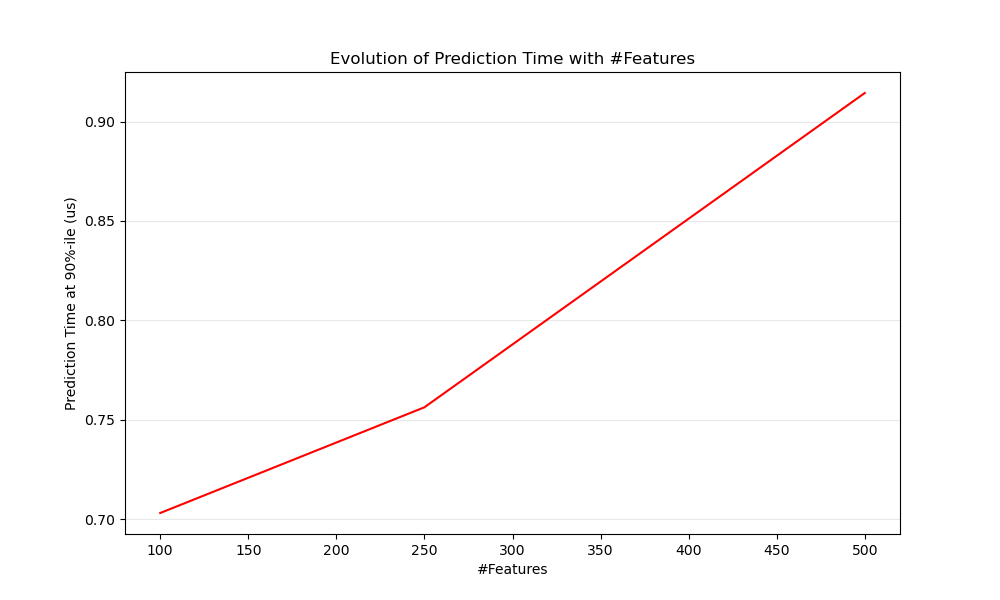 Evolution of Prediction Time with #Features
Prediction Time at 90%-ile (us)
0.90
0.85
0.80
0.75
0.70
100 150 200 250 300 350 400 450 500
#Features